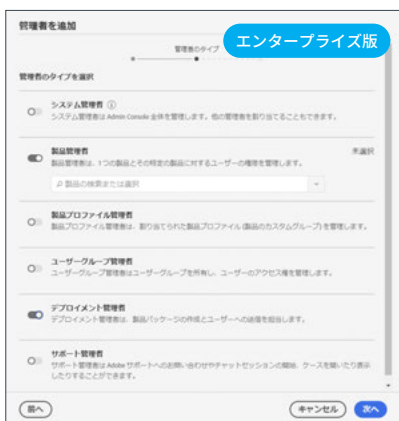 管理者を追加
エンタープライズ版
管理者のタイプ
管理者のタイプを選択
システム管理者
システム管理者は Admin Console 全体を管理します。他の管理者を割り当てることもできます。
製品管理者
未選択
製品管理者は、1つの製品とその特定の製品に対するユーザーの権限を管理します。
製品の検索または選択
製品プロファイル管理者
製品プロファイル管理者は、割り当てられた製品プロファイル (製品のカスタムグループ) を管理します。
ユーザーグループ管理者
ユーザーグループ管理者はユーザーグループを所有し、ユーザーのアクセス権を管理します。
デプロイメント管理者
デプロイメント管理者は、製品パッケージの作成とユーザーへの送信を担当します。
サポート管理者
サポート管理者は Adobe サポートへのお問い合わせやチャットセッションの開始、ケースを開いたり表示
したりすることができます。
前へ
キャンセル
次へ